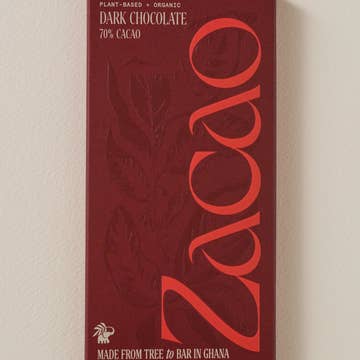 PLANT-BASED + ORGANIC
DARK CHOCOLATE
70% CACAO
Zacao
MADE FROM TREE to BAR IN GHANA